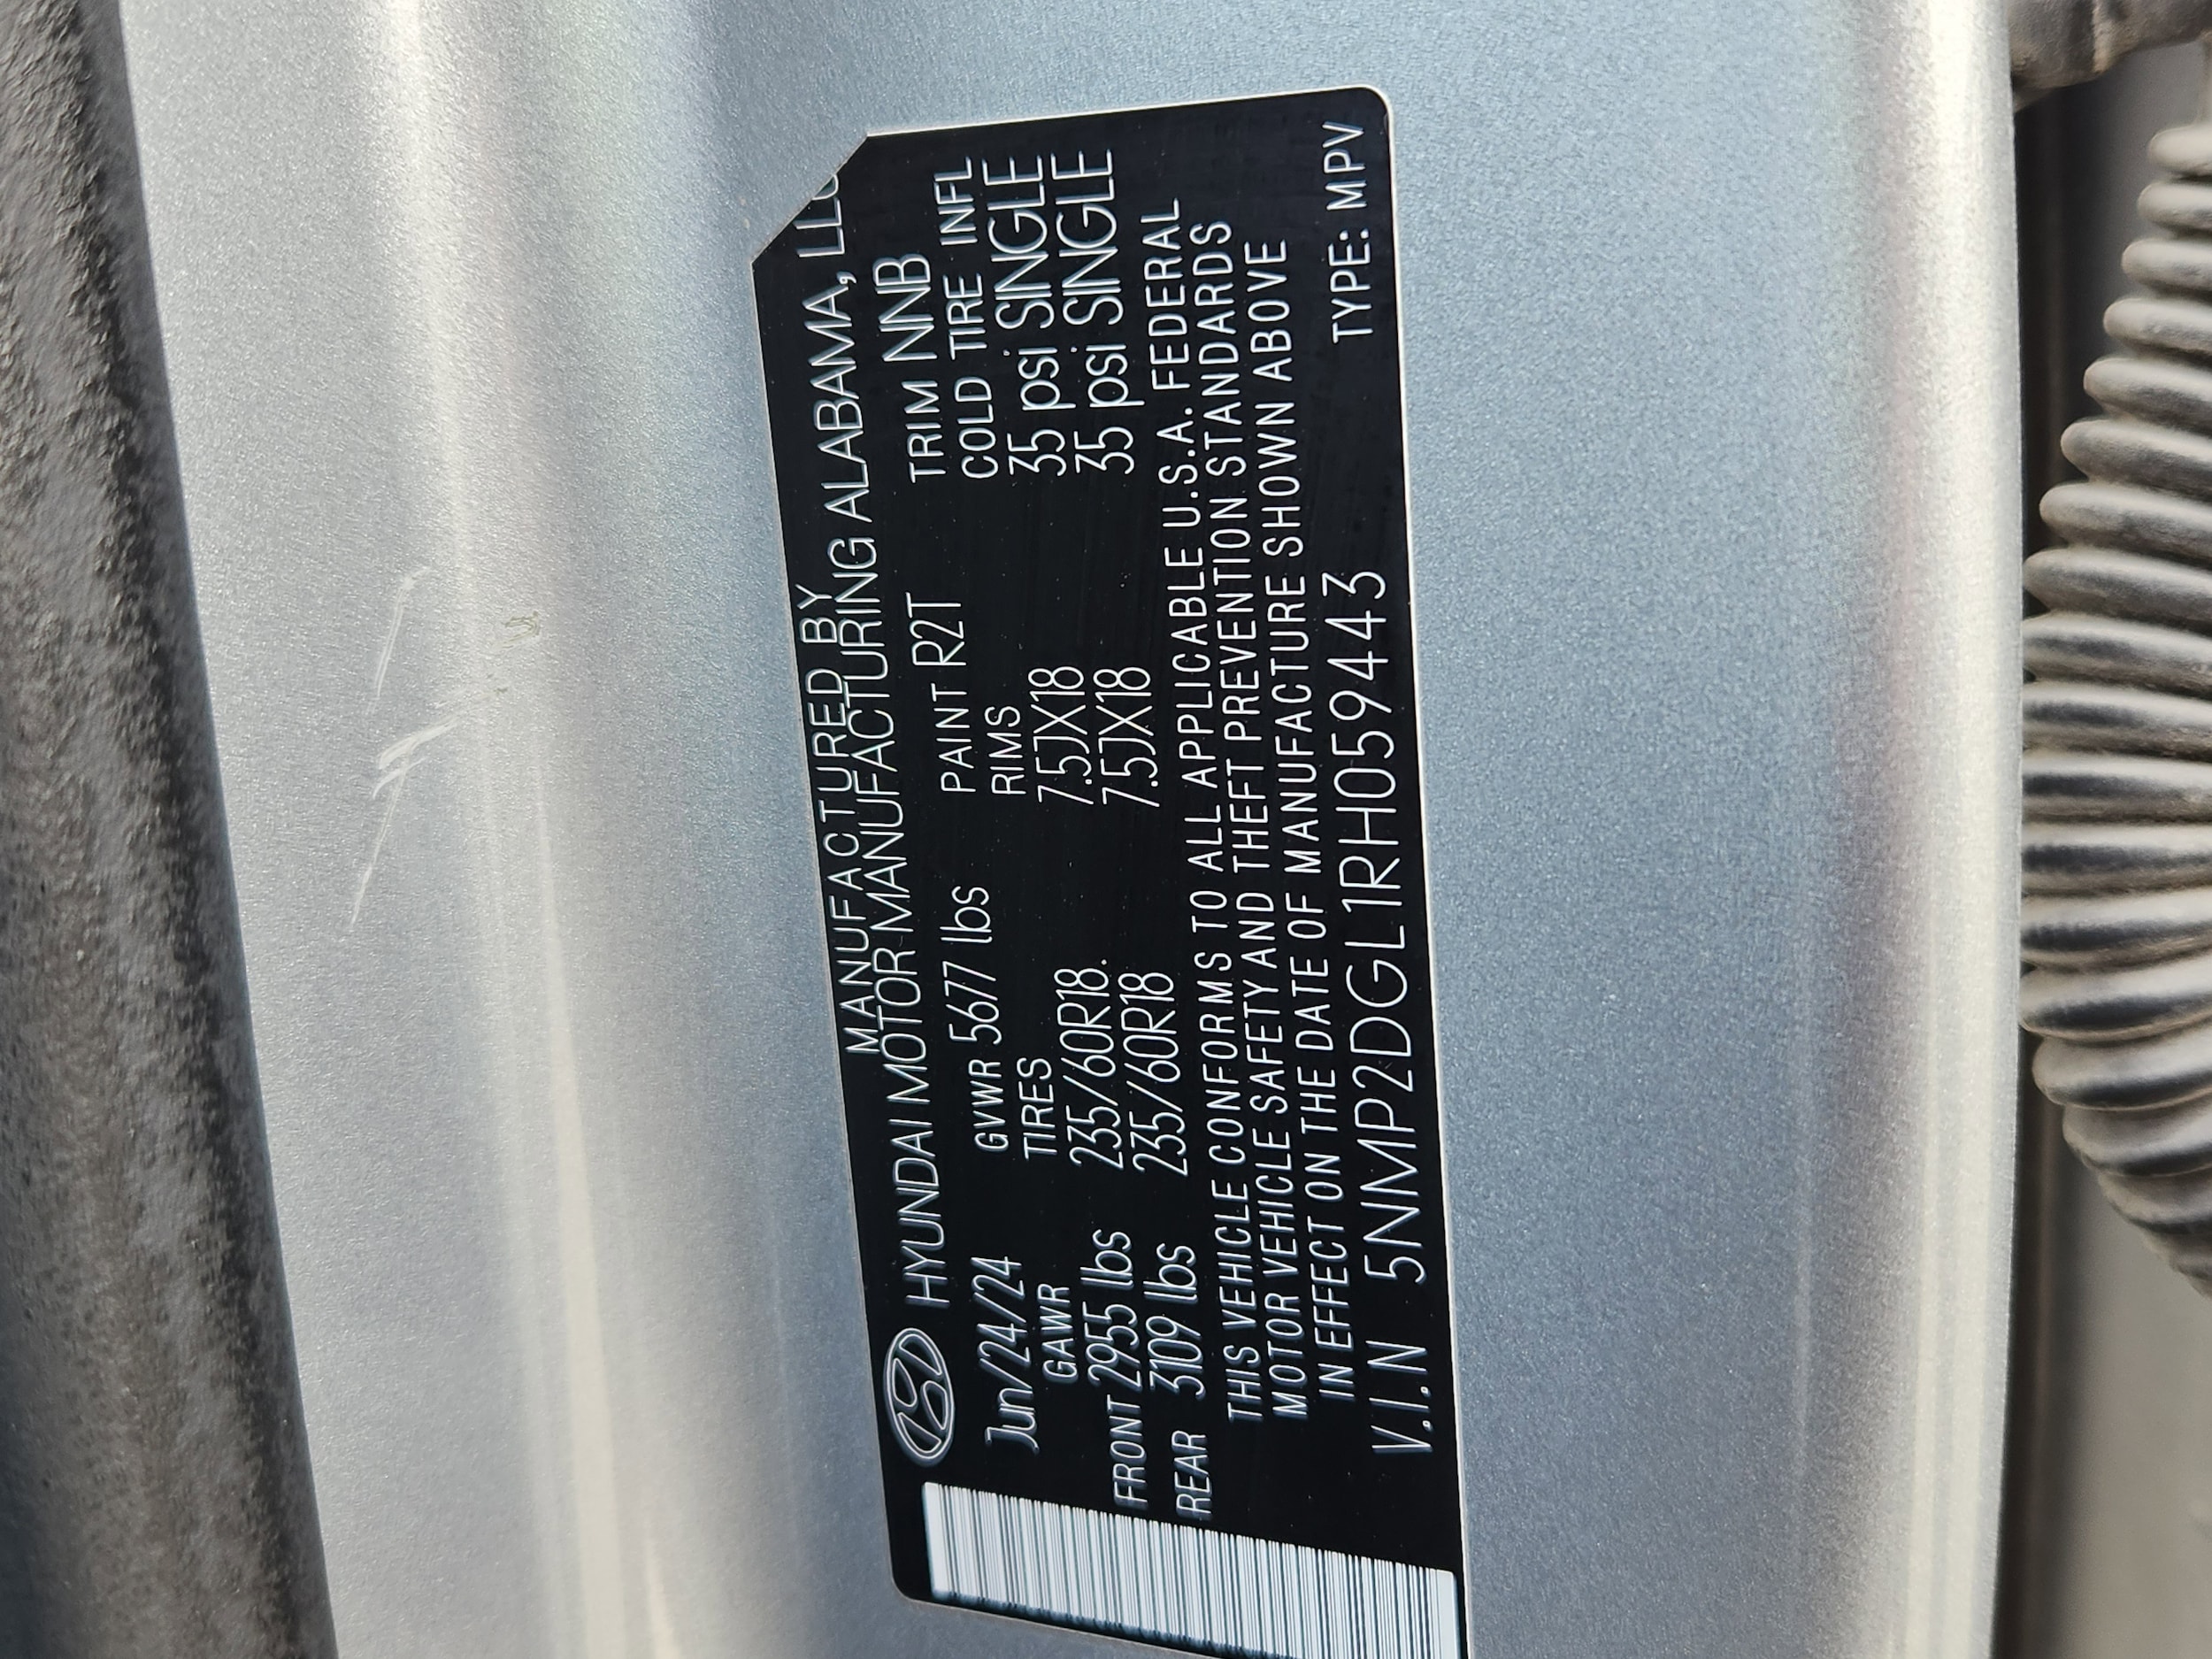 MANUFACTURED BY
HYUNDAI MOTOR MANUFACTURING ALABAMA, LLC
Jun/24/24 GVWR 5677 lbs PAINT R2T TRIM NNB
GAWR TIRES RIMS COLD TIRE INFL
FRONT 2955 lbs 235/60R18. 7.5JX18 35 psi SINGLE
REAR 3109 lbs 235/60R18 7.5JX18 35 psi SINGLE
THIS VEHICLE CONFORMS TO ALL APPLICABLE U.S.A. FEDERAL
MOTOR VEHICLE SAFETY AND THEFT PREVENTION STANDARDS
IN EFFECT ON THE DATE OF MANUFACTURE SHOWN ABOVE
V.I.N 5NMP2DGL1RH059443 TYPE: MPV